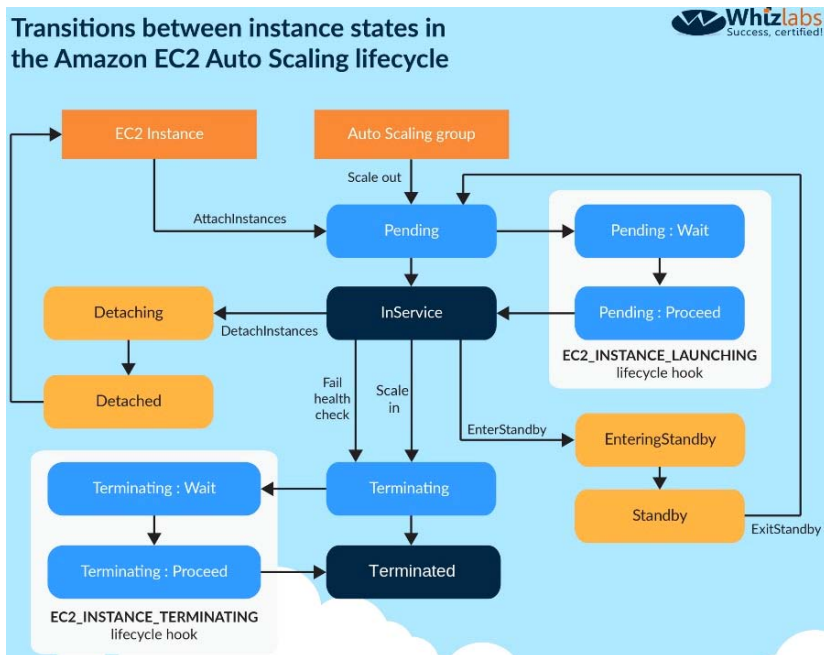 Transitions between instance states in
the Amazon EC2 Auto Scaling lifecycle
Whizlabs
Success, certified!
EC2 Instance
Auto Scaling group
Scale out
AttachInstances
Pending
Pending : Wait
Detaching
DetachInstances
InService
Pending : Proceed
EC2_INSTANCE_LAUNCHING
lifecycle hook
Detached
Fail
health
check
Scale
in
EnterStandby
EnteringStandby
Terminating : Wait
Terminating
Standby
ExitStandby
Terminating : Proceed
Terminated
EC2_INSTANCE_TERMINATING
lifecycle hook